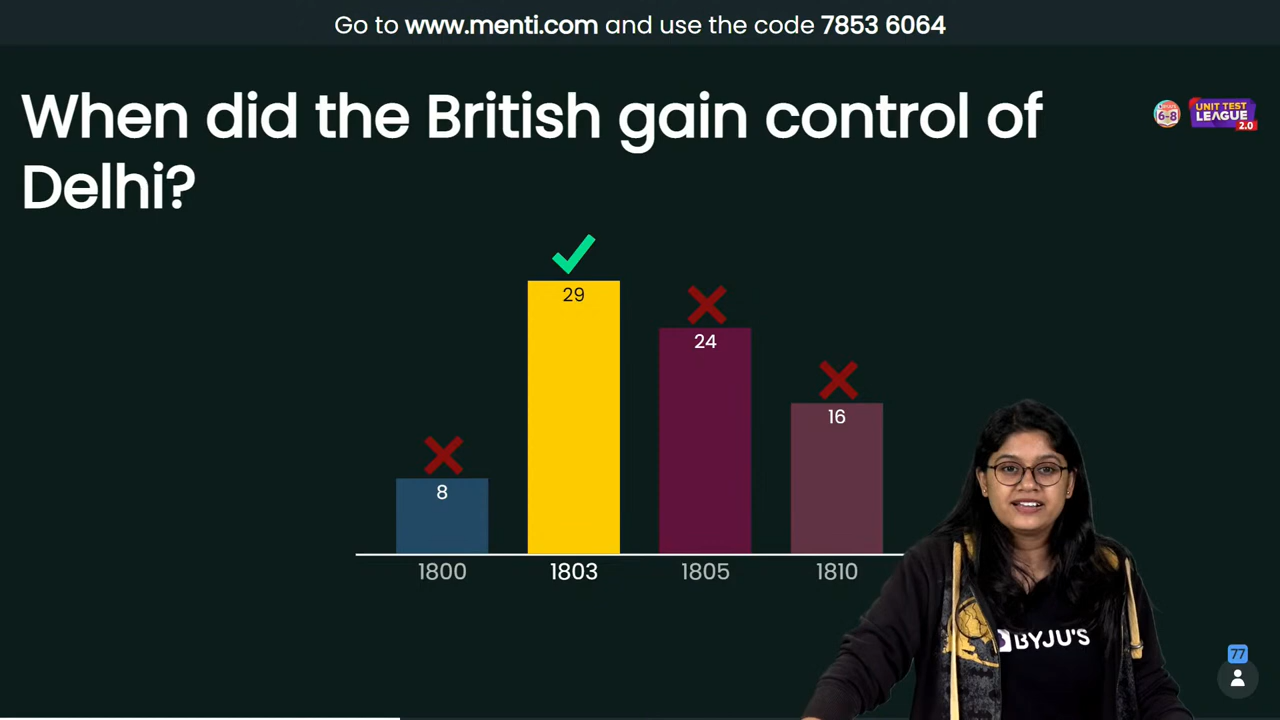 Go to www.menti.com and use the code 7853 6064
When did the British gain control of
Delhi?
6-8
UNIT TEST
LEAGUE
2.0
29
24
16
8
1800 1803 1805 1810
BYJU'S
77